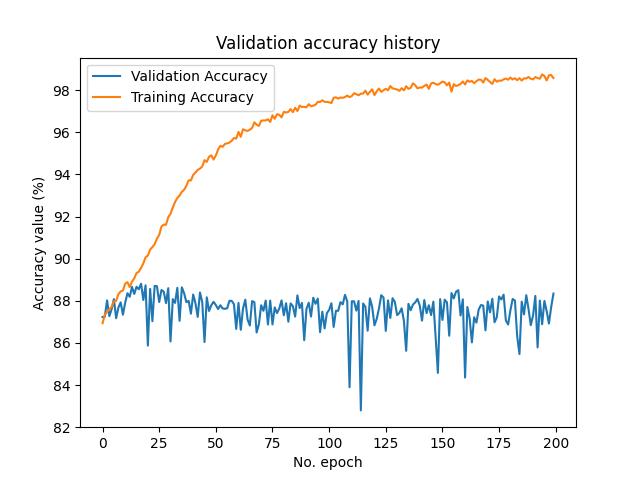 Validation accuracy history
Validation Accuracy
Training Accuracy
98
96
94
92
90
88
86
84
82
Accuracy value (%)
0 25 50 75 100 125 150 175 200
No. epoch